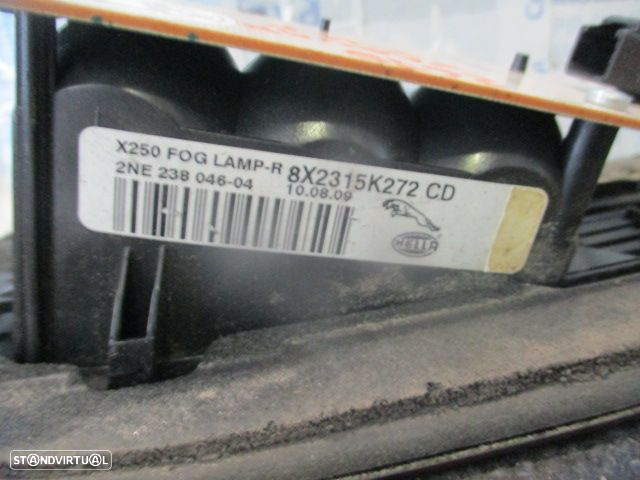 X250 FOG LAMP-R 8X2315K272 CD
2NE 238 046-04 10.08.09
HELLA
STANDVIRTUAL